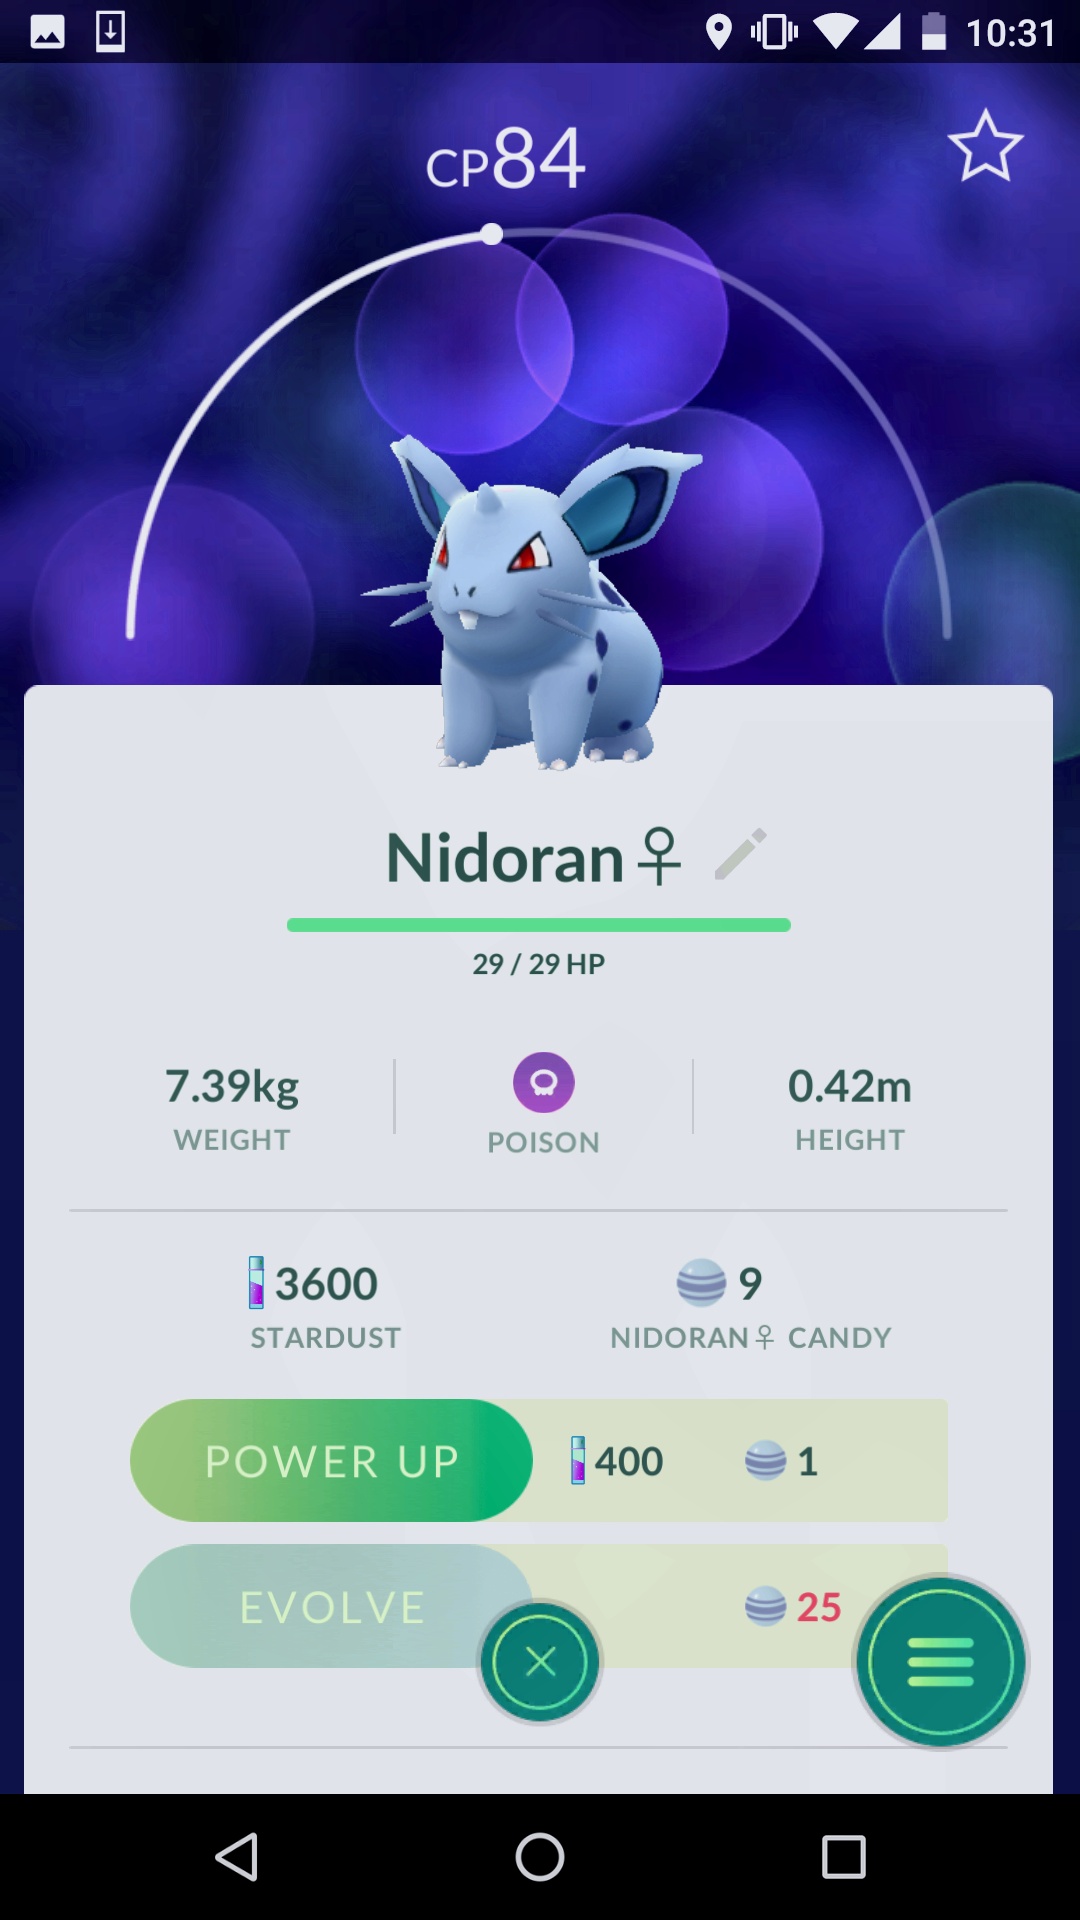 10:31
CP84
Nidoran♀
29 / 29 HP
7.39kg
WEIGHT
POISON
0.42m
HEIGHT
3600
STARDUST
9
NIDORAN♀ CANDY
POWER UP 400 1
EVOLVE 25